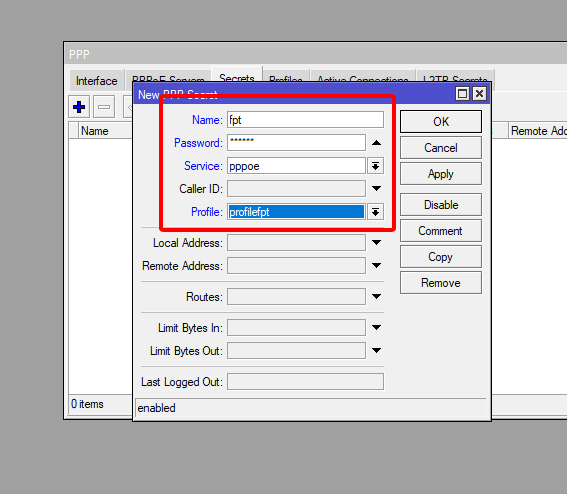 PPP
Interface PPPoE Servers Secrets Profiles Active Connections L2TP Secrets
Name Remote Addr
New PPP Secret
Name: fpt OK
Password: ****** Cancel
Service: pppoe Apply
Caller ID:
Profile: profilefpt Disable
Comment
Local Address: Copy
Remote Address: Remove
Routes:
Limit Bytes In:
Limit Bytes Out:
Last Logged Out:
enabled
0 items